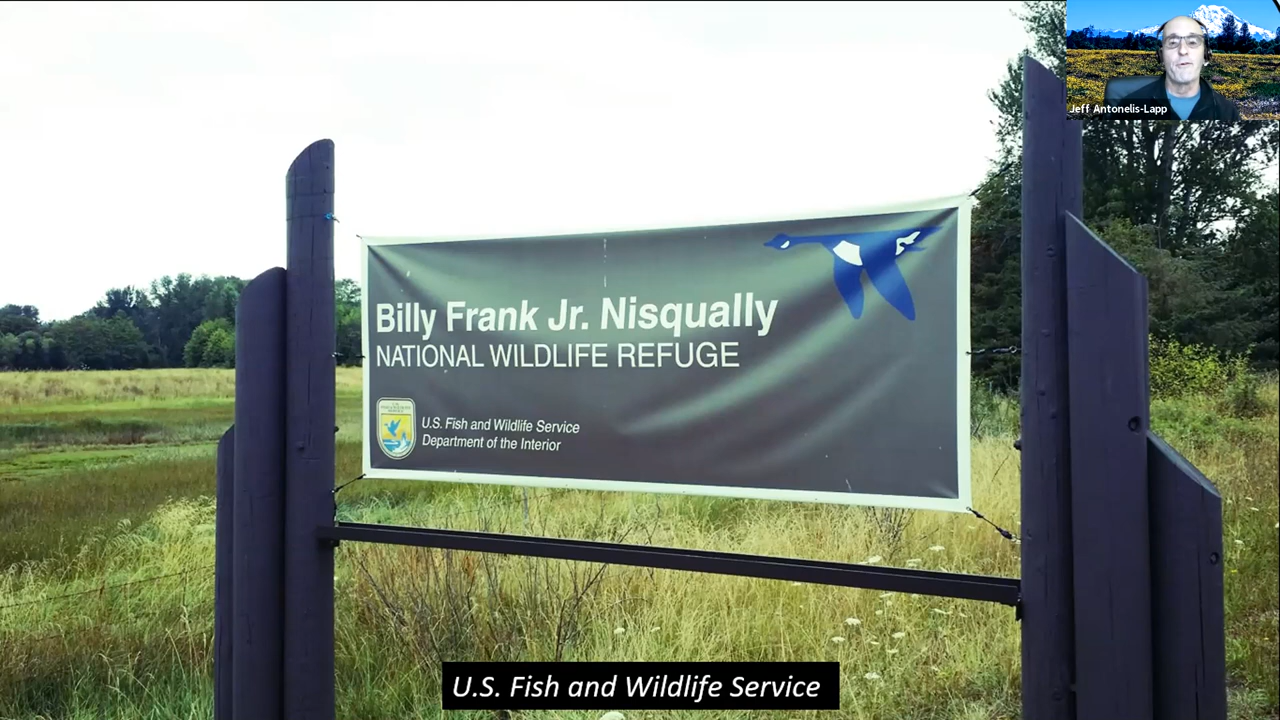 Jeff Antonelis-Lapp
Billy Frank Jr. Nisqually
NATIONAL WILDLIFE REFUGE
U.S. Fish and Wildlife Service
Department of the Interior
U.S. Fish and Wildlife Service